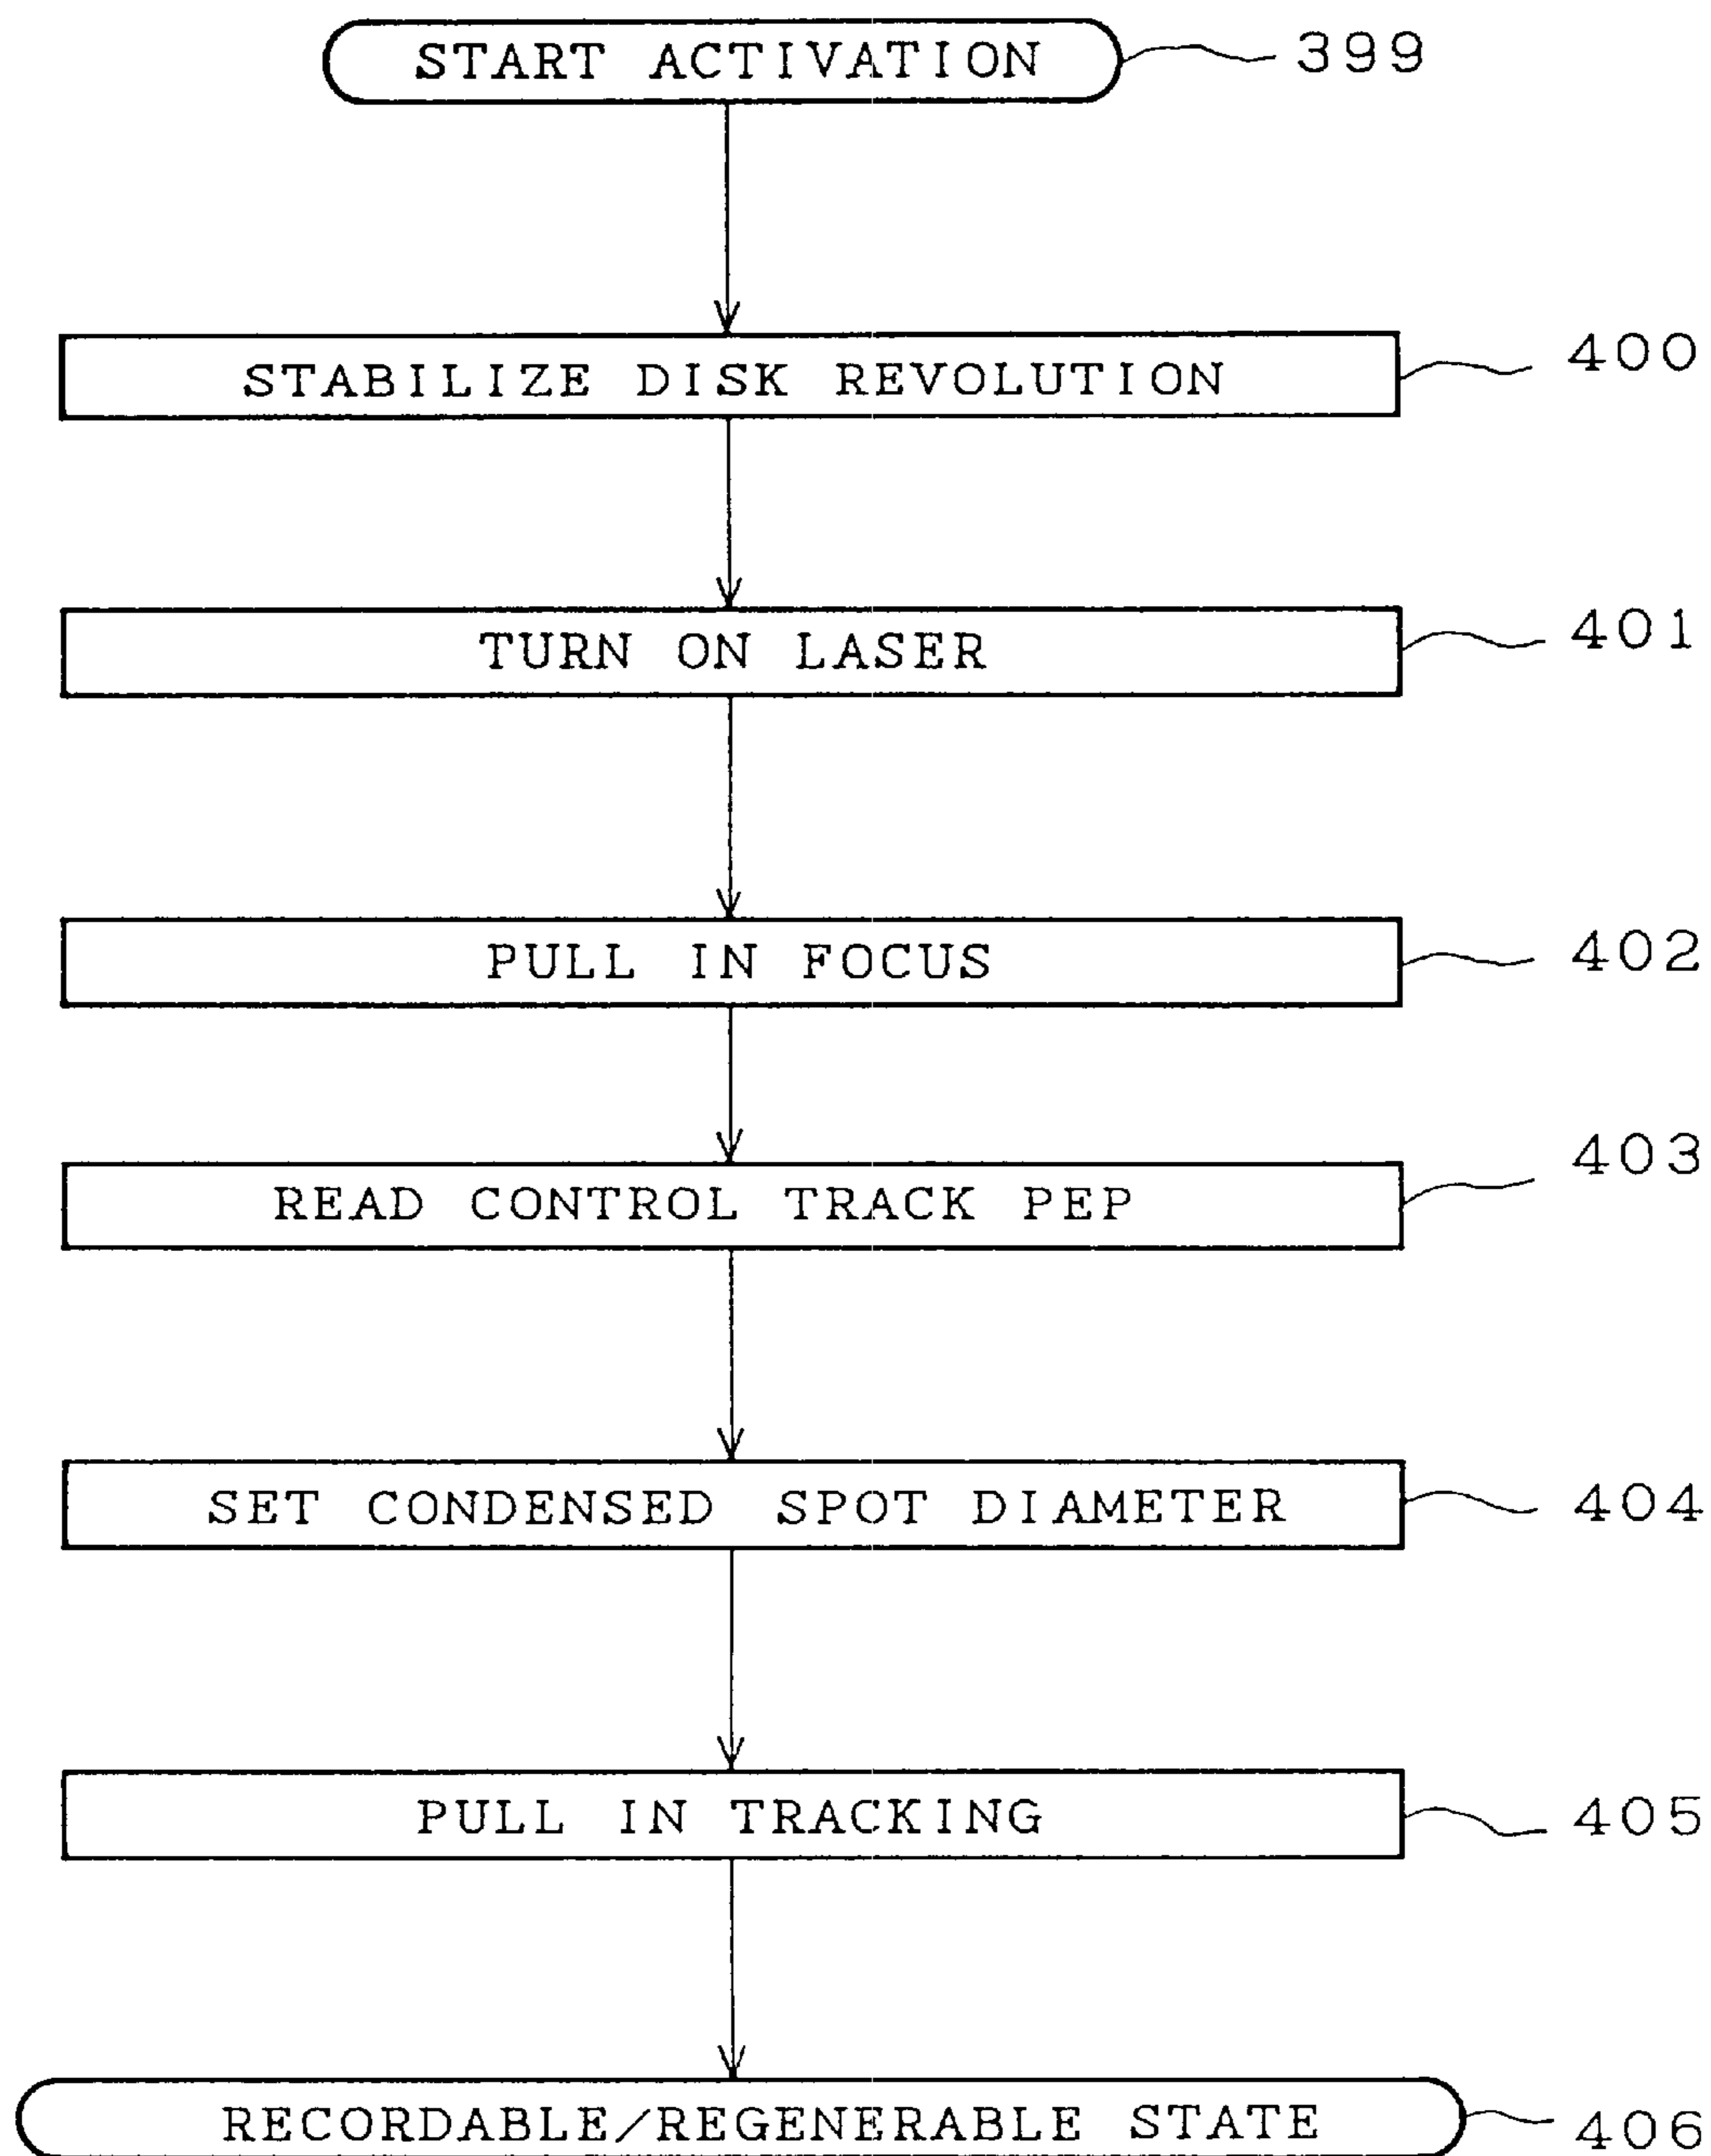 START ACTIVATION 399
STABILIZE DISK REVOLUTION 400
TURN ON LASER 401
PULL IN FOCUS 402
READ CONTROL TRACK PEP 403
SET CONDENSED SPOT DIAMETER 404
PULL IN TRACKING 405
RECORDABLE/REGENERABLE STATE 406